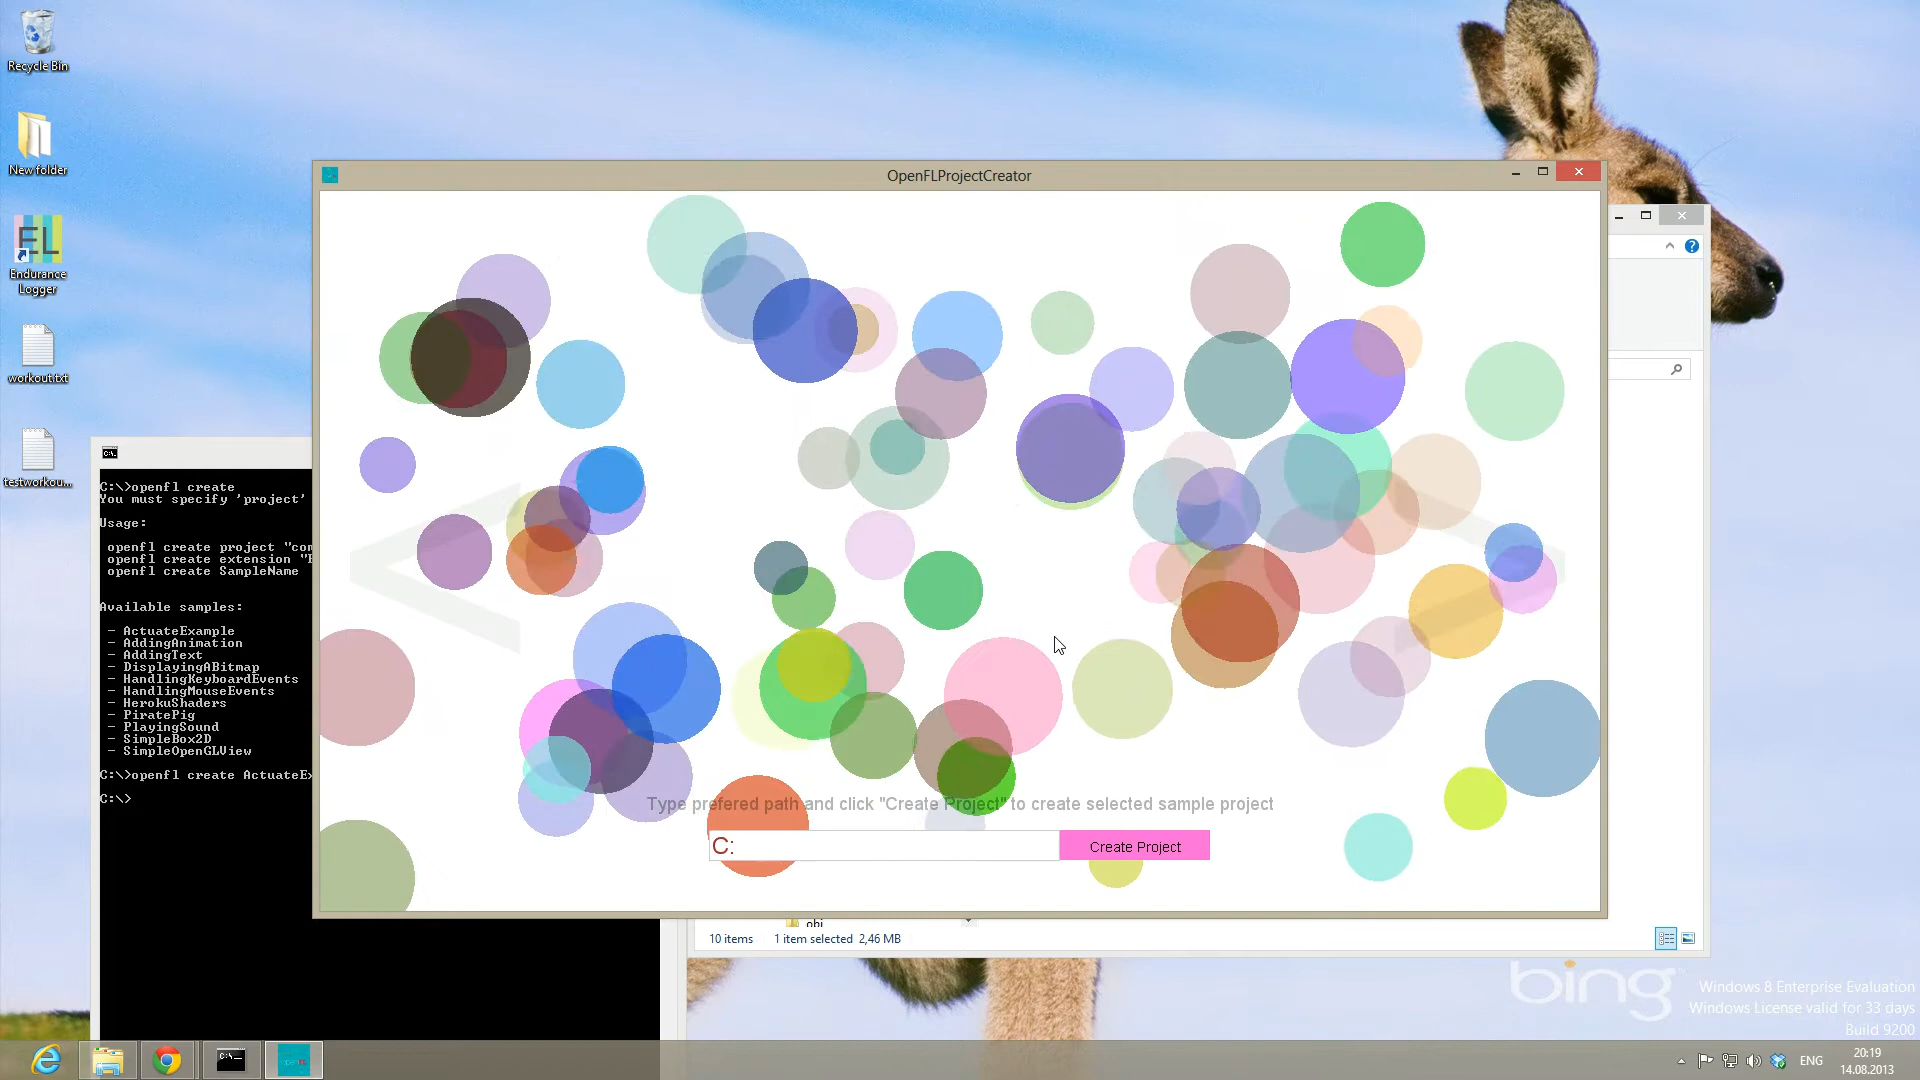 Recycle Bin
New folder
EL
Endurance
Logger
workout.txt
testworkou...
C:\>openfl create
You must specify 'project'
Usage:
openfl create project "com
openfl create extension "E
openfl create SampleName
Available samples:
- ActuateExample
- AddingAnimation
- AddingText
- DisplayingABitmap
- HandlingKeyboardEvents
- HandlingMouseEvents
- HerokuShaders
- PiratePig
- PlayingSound
- SimpleBox2D
- SimpleOpenGLView
C:\>openfl create ActuateEx
C:\>
OpenFLProjectCreator
Type prefered path and click "Create Project" to create selected sample project
C:
Create Project
obj
10 items 1 item selected 2,46 MB
bing
Windows 8 Enterprise Evaluation
Windows License valid for 33 days
Build 9200
ENG
20:19
14.08.2013